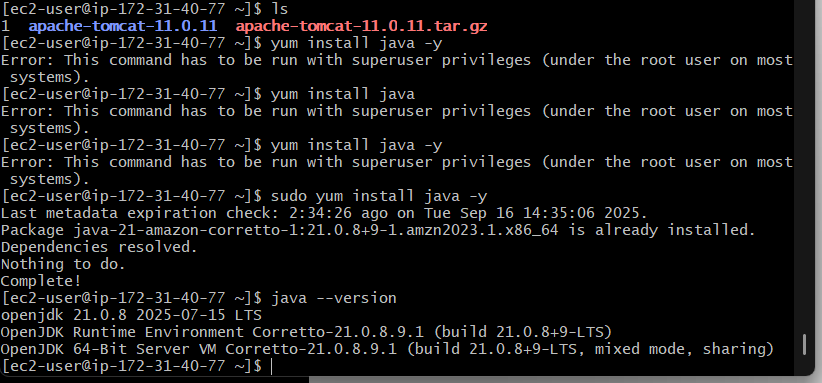 [ec2-user@ip-172-31-40-77 ~]$ ls
1  apache-tomcat-11.0.11  apache-tomcat-11.0.11.tar.gz
[ec2-user@ip-172-31-40-77 ~]$ yum install java -y
Error: This command has to be run with superuser privileges (under the root user on most
 systems).
[ec2-user@ip-172-31-40-77 ~]$ yum install java
Error: This command has to be run with superuser privileges (under the root user on most
 systems).
[ec2-user@ip-172-31-40-77 ~]$ yum install java -y
Error: This command has to be run with superuser privileges (under the root user on most
 systems).
[ec2-user@ip-172-31-40-77 ~]$ sudo yum install java -y
Last metadata expiration check: 2:34:26 ago on Tue Sep 16 14:35:06 2025.
Package java-21-amazon-corretto-1:21.0.8+9-1.amzn2023.1.x86_64 is already installed.
Dependencies resolved.
Nothing to do.
Complete!
[ec2-user@ip-172-31-40-77 ~]$ java --version
openjdk 21.0.8 2025-07-15 LTS
OpenJDK Runtime Environment Corretto-21.0.8.9.1 (build 21.0.8+9-LTS)
OpenJDK 64-Bit Server VM Corretto-21.0.8.9.1 (build 21.0.8+9-LTS, mixed mode, sharing)
[ec2-user@ip-172-31-40-77 ~]$